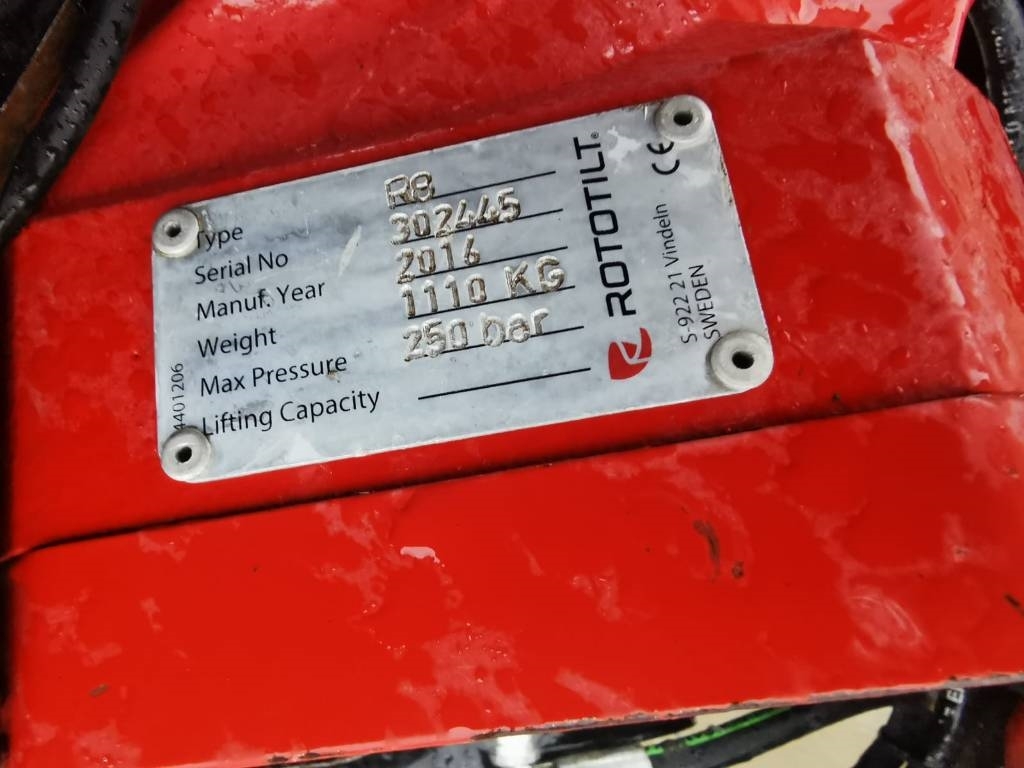 Type R8
Serial No 302445
Manuf. Year 2014
Weight 1110 KG
Max Pressure 250 bar
Lifting Capacity
4401206
ROTOTILT®
CE
S-922 21 Vindeln
SWEDEN